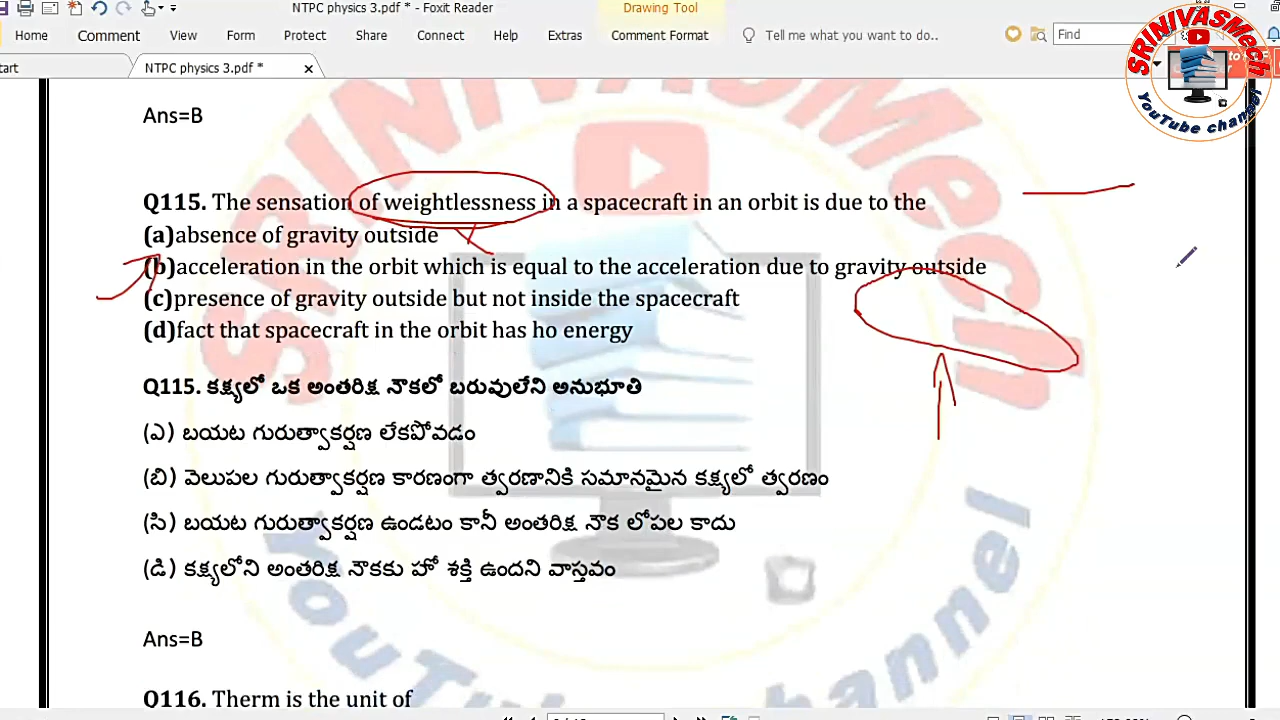 NTPC physics 3.pdf * - Foxit Reader
Drawing Tool
Home Comment View Form Protect Share Connect Help Extras Comment Format Tell me what you want to do.. Find
tart NTPC physics 3.pdf *
SRINIVASMech
YouTube channel
Ans=B
Q115. The sensation of weightlessness in a spacecraft in an orbit is due to the
(a)absence of gravity outside
(b)acceleration in the orbit which is equal to the acceleration due to gravity outside
(c)presence of gravity outside but not inside the spacecraft
(d)fact that spacecraft in the orbit has ho energy
Q115. కక్ష్యలో ఒక అంతరిక్ష నౌకలో బరువులేని అనుభూతి
(ఎ) బయట గురుత్వాకర్షణ లేకపోవడం
(బి) వెలుపల గురుత్వాకర్షణ కారణంగా త్వరణానికి సమానమైన కక్ష్యలో త్వరణం
(సి) బయట గురుత్వాకర్షణ ఉండటం కానీ అంతరిక్ష నౌక లోపల కాదు
(డి) కక్ష్యలోని అంతరిక్ష నౌకకు హో శక్తి ఉందని వాస్తవం
Ans=B
Q116. Therm is the unit of
SRINIVASMech
YouTube channel